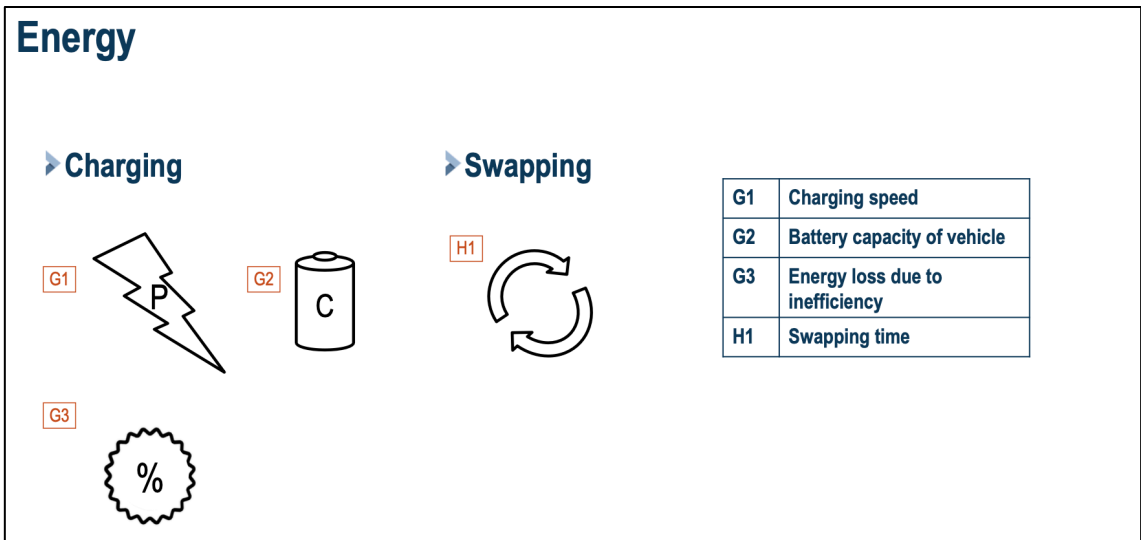 Energy
Charging
Swapping
G1
P
G2
C
H1
G3
%
G1 Charging speed
G2 Battery capacity of vehicle
G3 Energy loss due to
inefficiency
H1 Swapping time